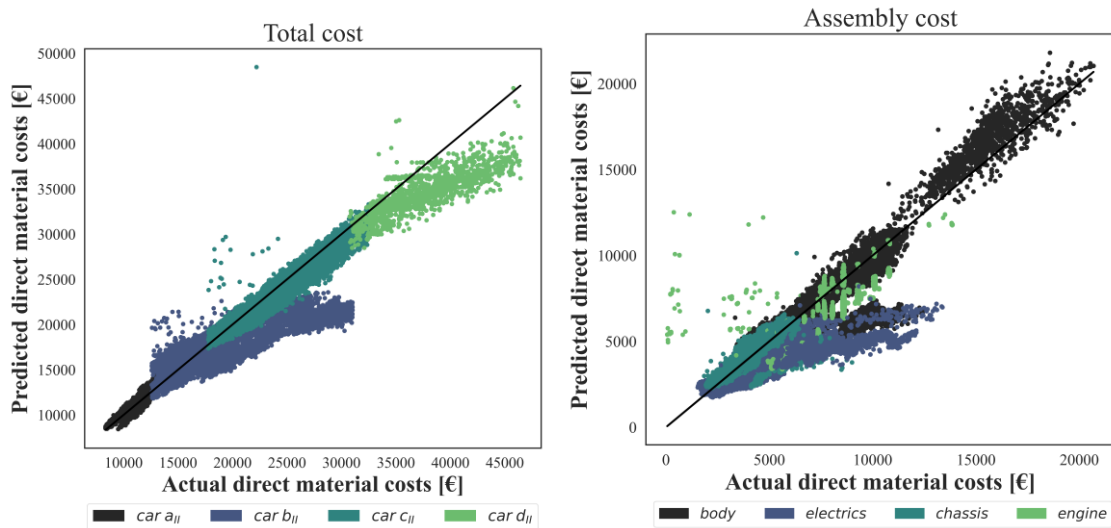 Total cost
Predicted direct material costs [€]
50000
45000
40000
35000
30000
25000
20000
15000
10000
10000 15000 20000 25000 30000 35000 40000 45000
Actual direct material costs [€]
car a_II car b_II car c_II car d_II
Assembly cost
Predicted direct material costs [€]
20000
15000
10000
5000
0
0 5000 10000 15000 20000
Actual direct material costs [€]
body electrics chassis engine